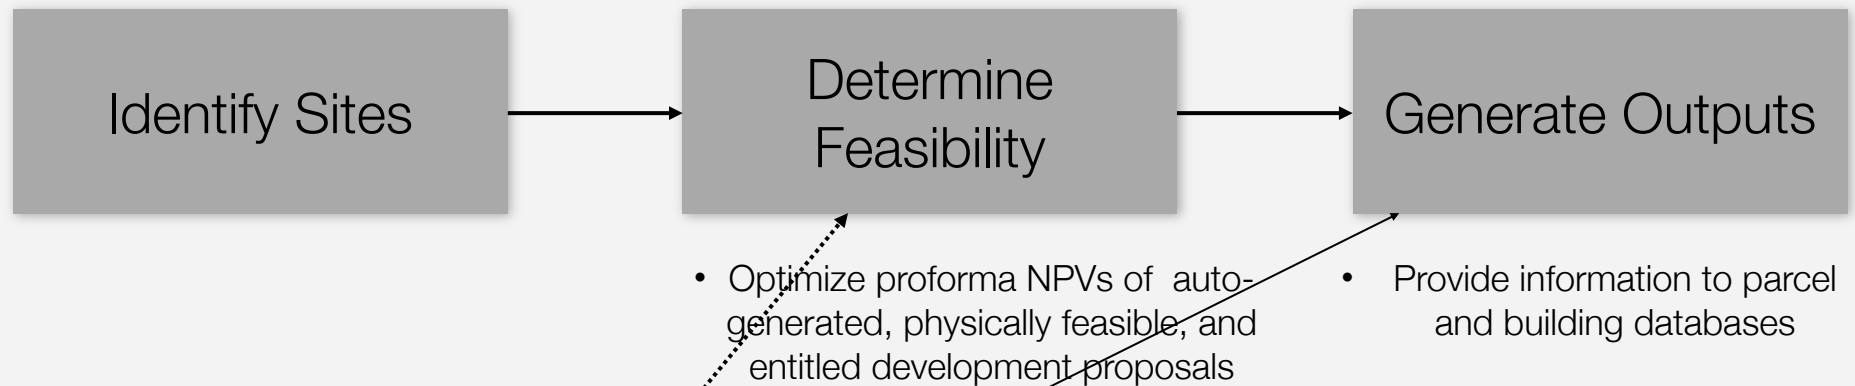 Identify Sites
Determine
Feasibility
Generate Outputs
• Optimize proforma NPVs of auto-
generated, physically feasible, and
entitled development proposals
• Provide information to parcel
and building databases